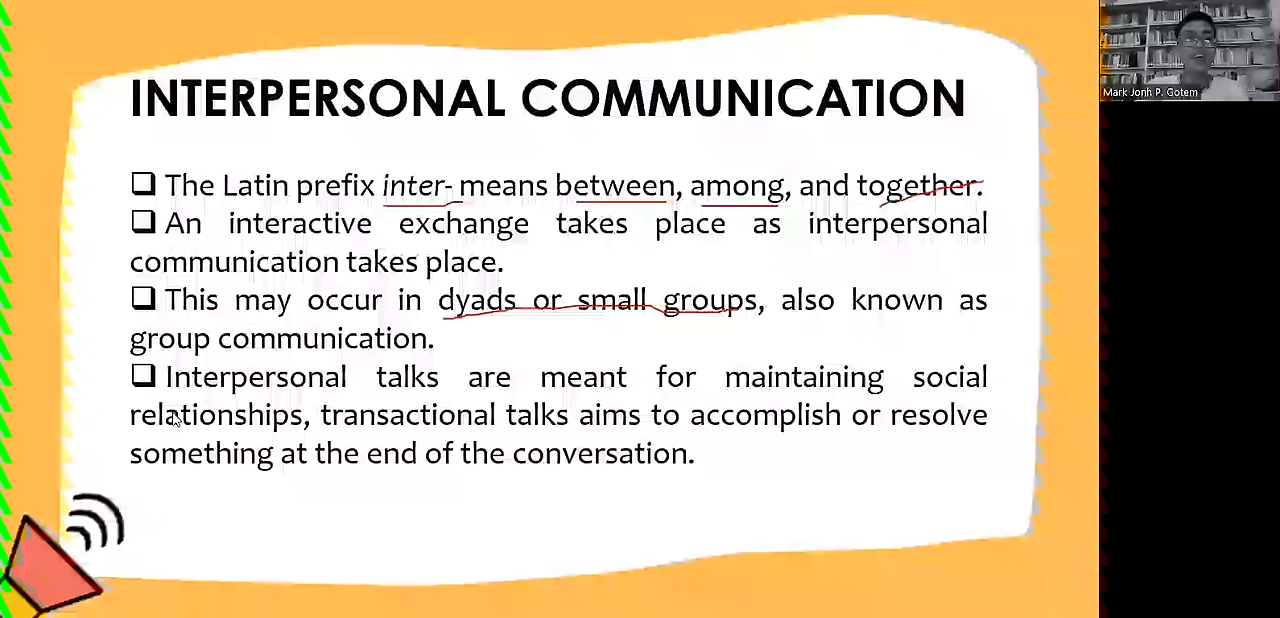 INTERPERSONAL COMMUNICATION
❑ The Latin prefix inter- means between, among, and together.
❑ An interactive exchange takes place as interpersonal
communication takes place.
❑ This may occur in dyads or small groups, also known as
group communication.
❑ Interpersonal talks are meant for maintaining social
relationships, transactional talks aims to accomplish or resolve
something at the end of the conversation.
Mark Jonh P. Gotem